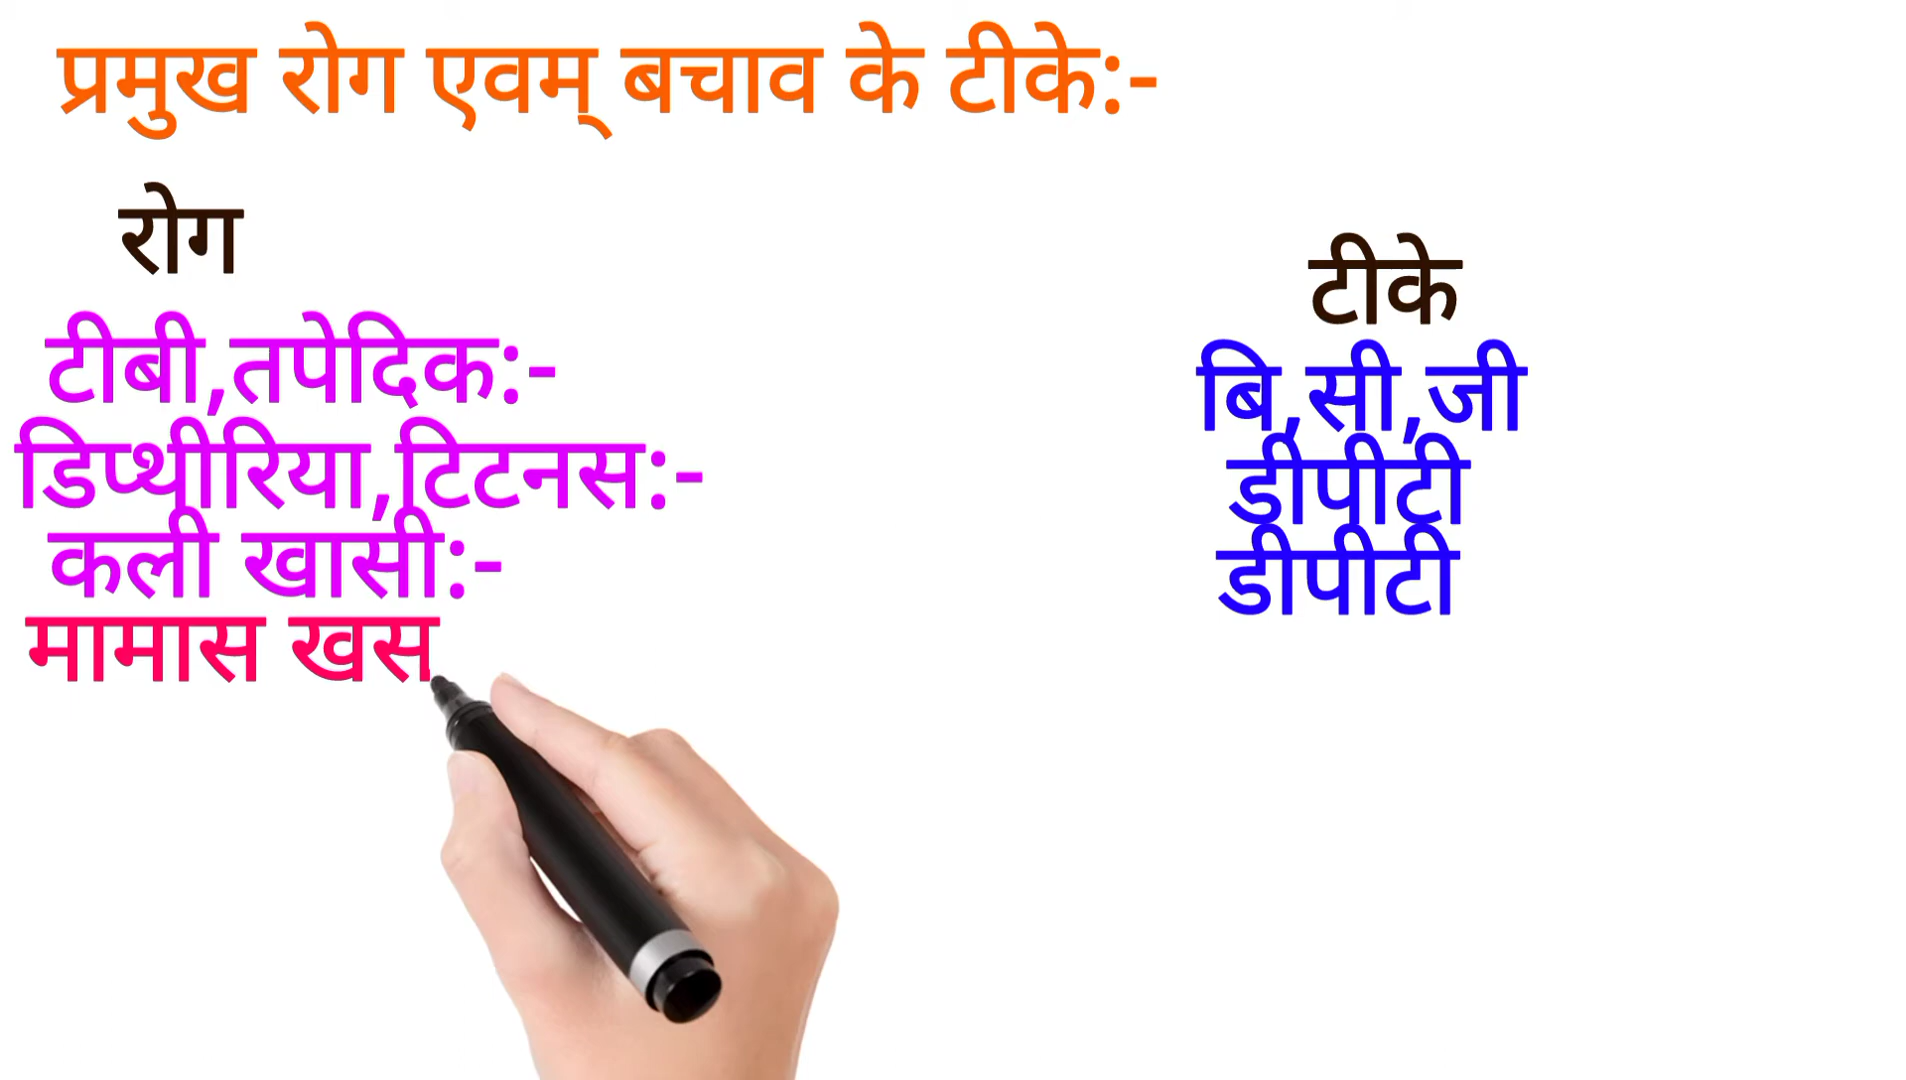 प्रमुख रोग एवम् बचाव के टीके:-
रोग
टीके
टीबी,तपेदिक:-
बि,सी,जी
डिप्थीरिया,टिटनस:-
डीपीटी
कली खासी:-
डीपीटी
मामास खस